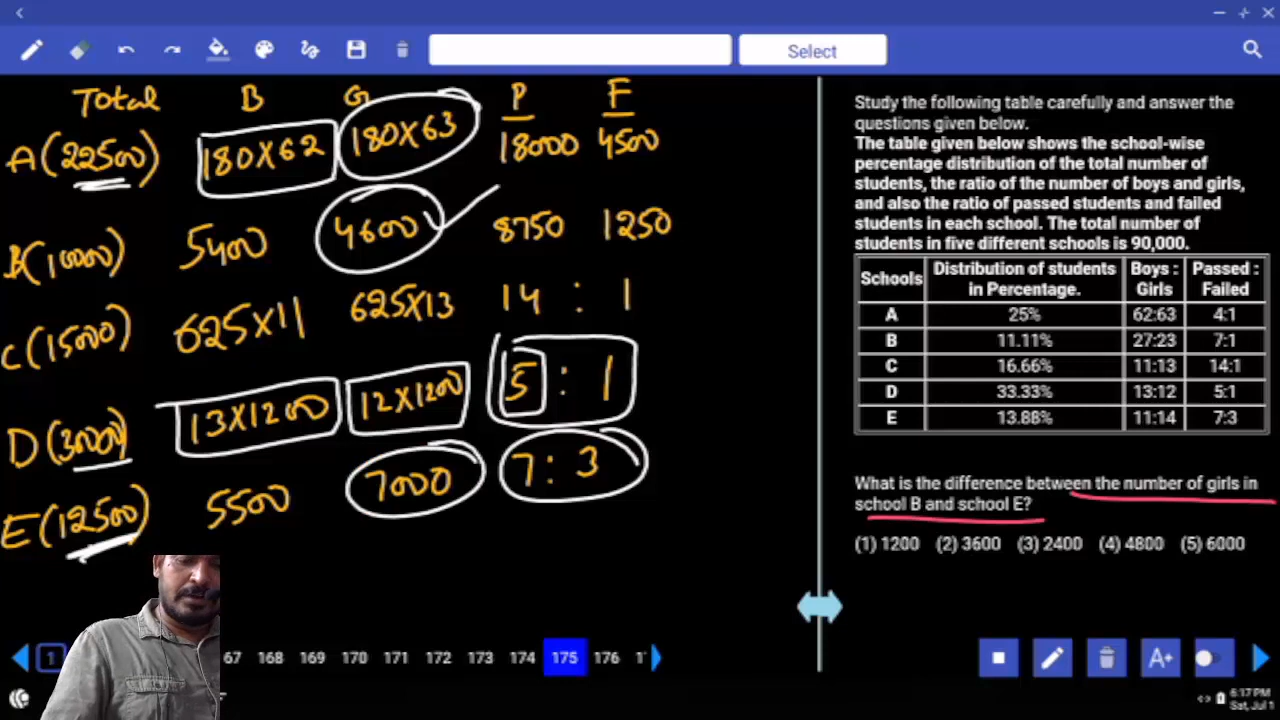 Select
Total B G P F
A(22500) 180X62 180X63 18000 4500
B(10000) 5400 4600 8750 1250
C(15000) 625X11 625X13 14 : 1
D(30000) 13X1200 12X1200 5 : 1
E(12500) 5500 7000 7:3
Study the following table carefully and answer the
questions given below.
The table given below shows the school-wise
percentage distribution of the total number of
students, the ratio of the number of boys and girls,
and also the ratio of passed students and failed
students in each school. The total number of
students in five different schools is 90,000.
Schools Distribution of students in Percentage. Boys : Girls Passed : Failed
A 25% 62:63 4:1
B 11.11% 27:23 7:1
C 16.66% 11:13 14:1
D 33.33% 13:12 5:1
E 13.88% 11:14 7:3
What is the difference between the number of girls in
school B and school E?
(1) 1200 (2) 3600 (3) 2400 (4) 4800 (5) 6000
1 67 168 169 170 171 172 173 174 175 176 1
A+
6:17 PM
Sat, Jul 1